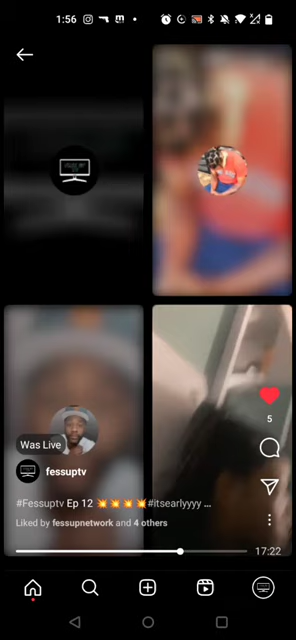 1:56
Was Live
fessuptv
#Fessuptv Ep 12 💥💥💥💥#itsearlyyyy ...
Liked by fessupnetwork and 4 others
5
17:22